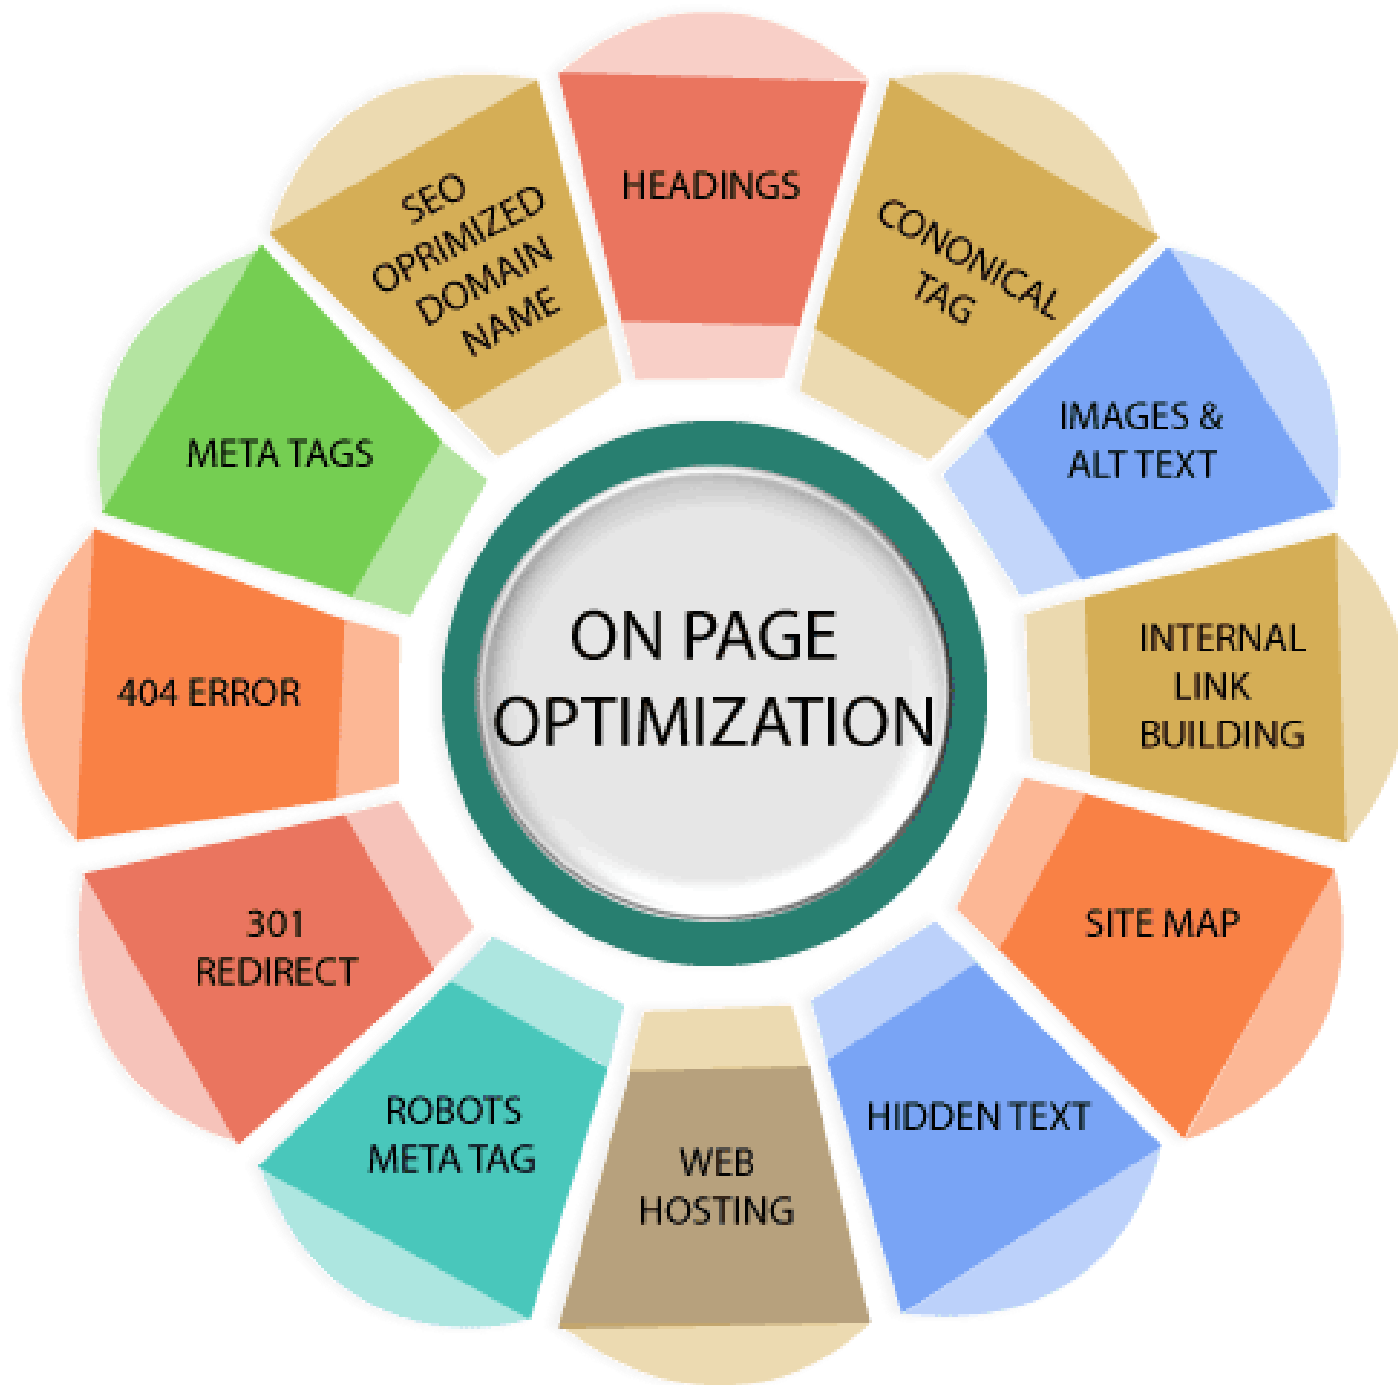 HEADINGS
CONONICAL
TAG
IMAGES &
ALT TEXT
INTERNAL
LINK
BUILDING
SITE MAP
HIDDEN TEXT
WEB
HOSTING
ROBOTS
META TAG
301
REDIRECT
404 ERROR
META TAGS
SEO
OPRIMIZED
DOMAIN
NAME
ON PAGE
OPTIMIZATION